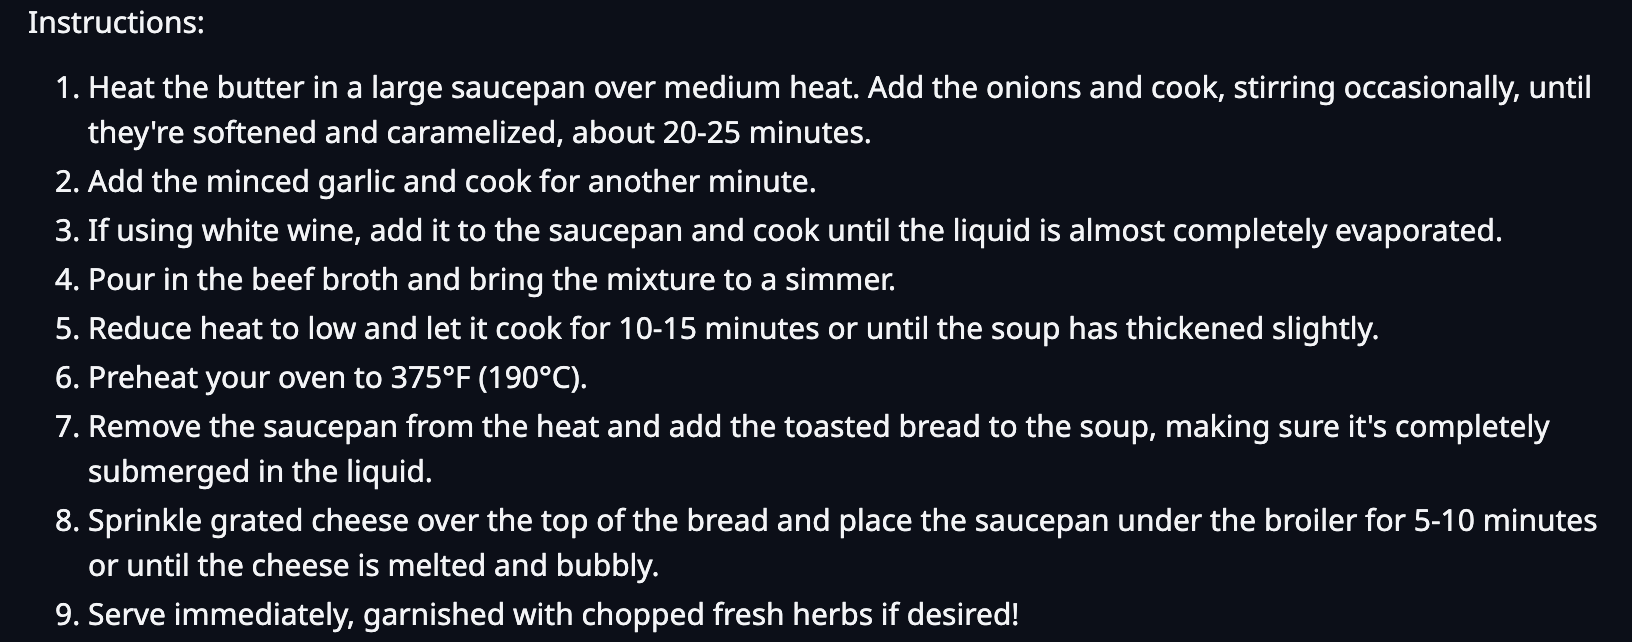 Instructions:
1. Heat the butter in a large saucepan over medium heat. Add the onions and cook, stirring occasionally, until
they're softened and caramelized, about 20-25 minutes.
2. Add the minced garlic and cook for another minute.
3. If using white wine, add it to the saucepan and cook until the liquid is almost completely evaporated.
4. Pour in the beef broth and bring the mixture to a simmer.
5. Reduce heat to low and let it cook for 10-15 minutes or until the soup has thickened slightly.
6. Preheat your oven to 375°F (190°C).
7. Remove the saucepan from the heat and add the toasted bread to the soup, making sure it's completely
submerged in the liquid.
8. Sprinkle grated cheese over the top of the bread and place the saucepan under the broiler for 5-10 minutes
or until the cheese is melted and bubbly.
9. Serve immediately, garnished with chopped fresh herbs if desired!